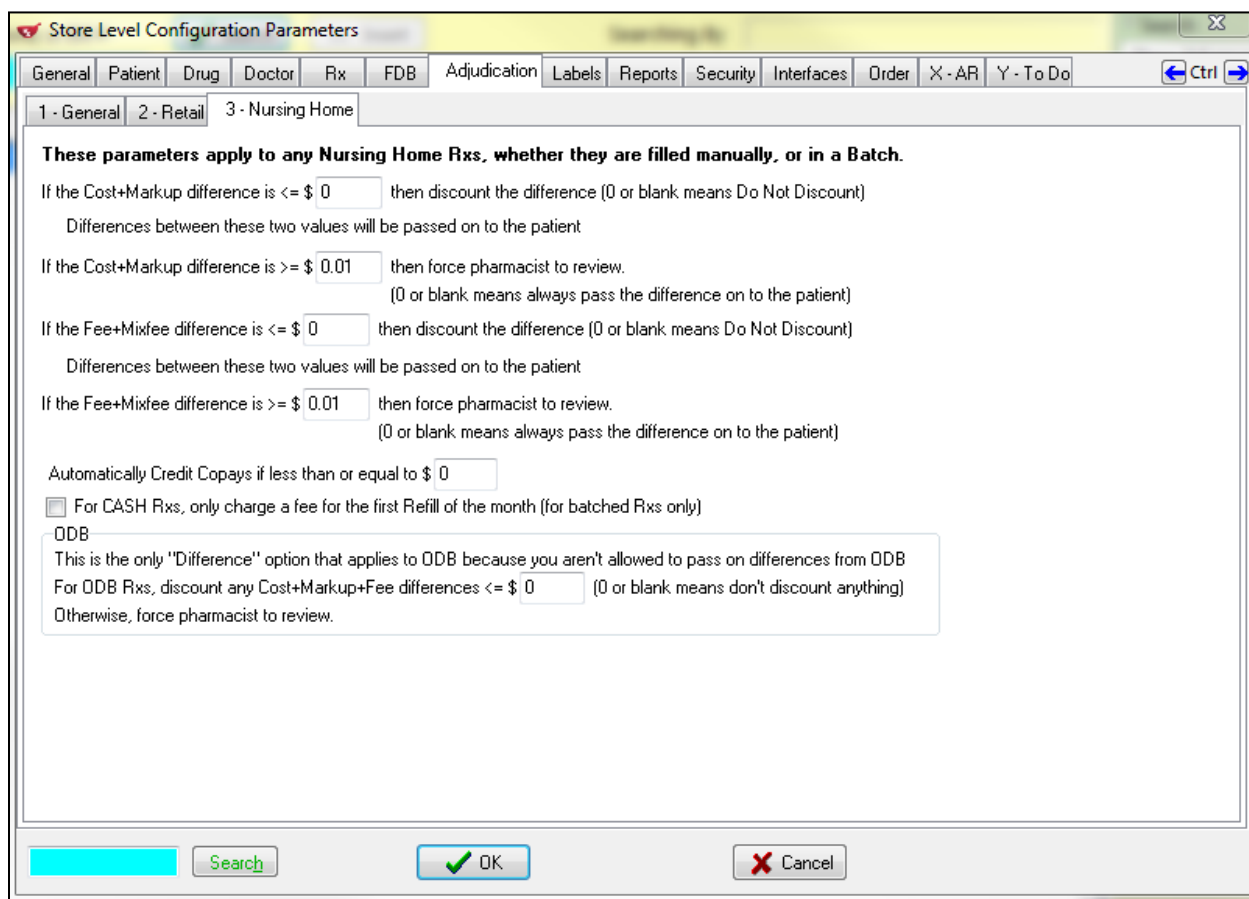 Store Level Configuration Parameters
General Patient Drug Doctor Rx FDB Adjudication Labels Reports Security Interfaces Order X - AR Y - To Do Ctrl
1 - General 2 - Retail 3 - Nursing Home
These parameters apply to any Nursing Home Rxs, whether they are filled manually, or in a Batch.
If the Cost+Markup difference is <= $ 0 then discount the difference (0 or blank means Do Not Discount)
Differences between these two values will be passed on to the patient
If the Cost+Markup difference is >= $ 0.01 then force pharmacist to review.
(0 or blank means always pass the difference on to the patient)
If the Fee+Mixfee difference is <= $ 0 then discount the difference (0 or blank means Do Not Discount)
Differences between these two values will be passed on to the patient
If the Fee+Mixfee difference is >= $ 0.01 then force pharmacist to review.
(0 or blank means always pass the difference on to the patient)
Automatically Credit Copays if less than or equal to $ 0
For CASH Rxs, only charge a fee for the first Refill of the month (for batched Rxs only)
ODB
This is the only "Difference" option that applies to ODB because you aren't allowed to pass on differences from ODB
For ODB Rxs, discount any Cost+Markup+Fee differences <= $ 0 (0 or blank means don't discount anything)
Otherwise, force pharmacist to review.
Search OK Cancel